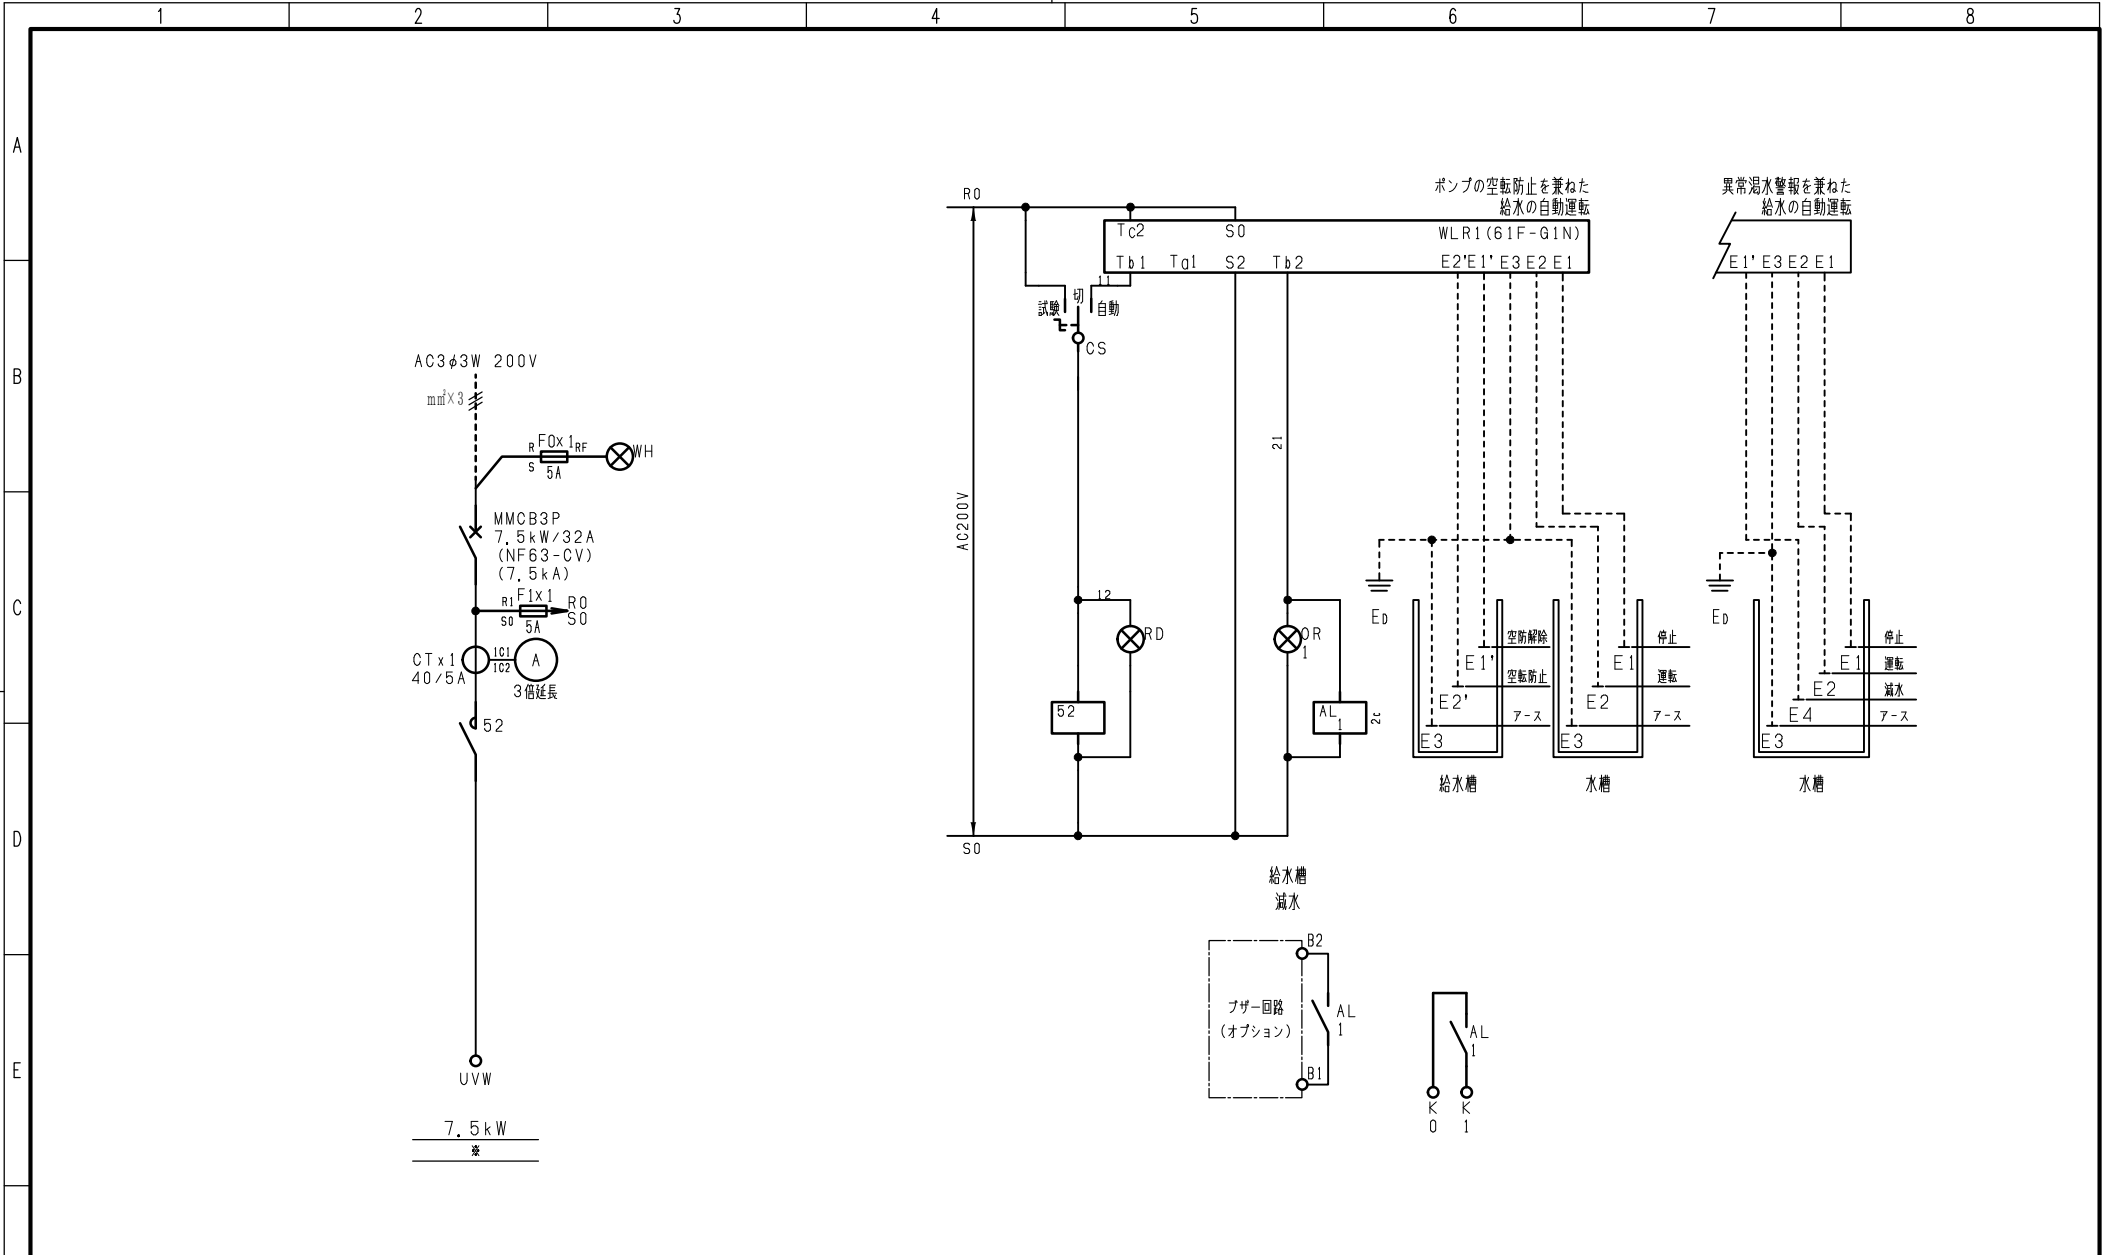 1 2 3 4 5 6 7 8
A
B
C
D
E
AC3φ3W 200V
mm²×3
R F0x1 RF
S
5A
WH
MMCB3P
7.5kW/32A
(NF63-CV)
(7.5kA)
R1 F1x1 R0
S0 S0
5A
CTx1
40/5A
1C1
1C2
A
3倍延長
52
UVW
7.5kW
※
R0
AC200V
S0
Tc2 S0
WLR1(61F-G1N)
Tb1 Ta1 S2 Tb2 E2' E1' E3 E2 E1
ポンプの空転防止を兼ねた
給水の自動運転
11
試験 切 自動
CS
12
RD
52
21
OR
1
AL
1
2c
ED
空防解除
E1'
空転防止
E2'
アース
E3
給水槽
停止
E1
運転
E2
アース
E3
水槽
異常渇水警報を兼ねた
給水の自動運転
E1' E3 E2 E1
ED
停止
E1
運転
E2
減水
E4
アース
E3
水槽
給水槽
減水
B2
ブザー回路
(オプション)
AL
1
B1
AL
1
K K
0 1